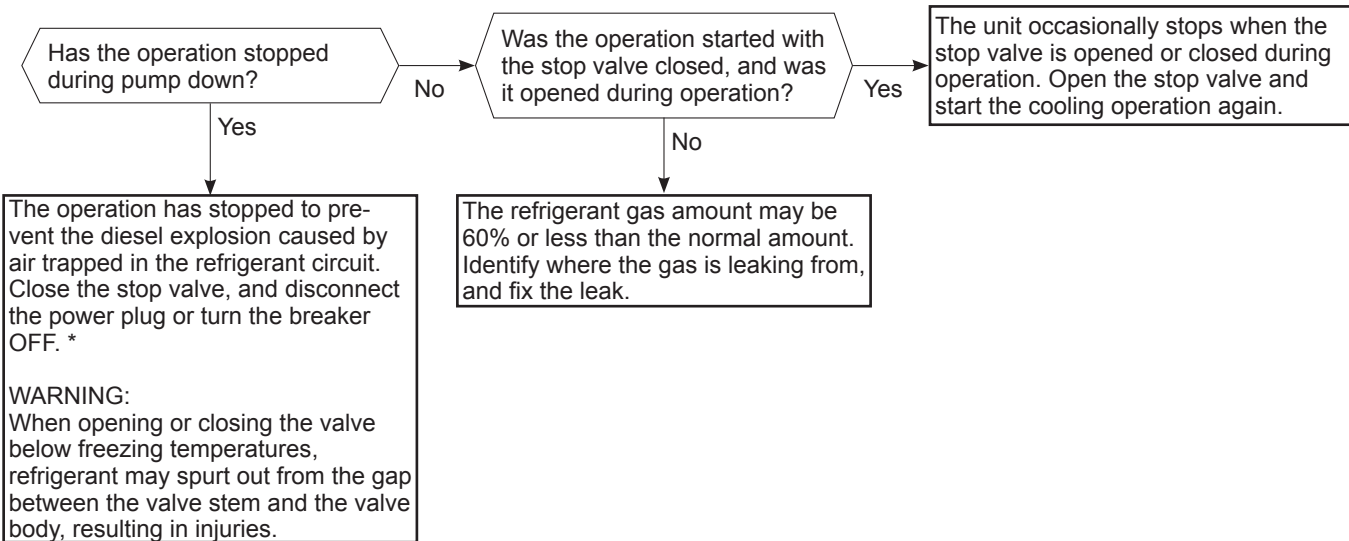 Has the operation stopped
during pump down?
No
Yes
Was the operation started with
the stop valve closed, and was
it opened during operation?
Yes
No
The unit occasionally stops when the
stop valve is opened or closed during
operation. Open the stop valve and
start the cooling operation again.
The operation has stopped to pre-
vent the diesel explosion caused by
air trapped in the refrigerant circuit.
Close the stop valve, and disconnect
the power plug or turn the breaker
OFF. *
WARNING:
When opening or closing the valve
below freezing temperatures,
refrigerant may spurt out from the gap
between the valve stem and the valve
body, resulting in injuries.
The refrigerant gas amount may be
60% or less than the normal amount.
Identify where the gas is leaking from,
and fix the leak.